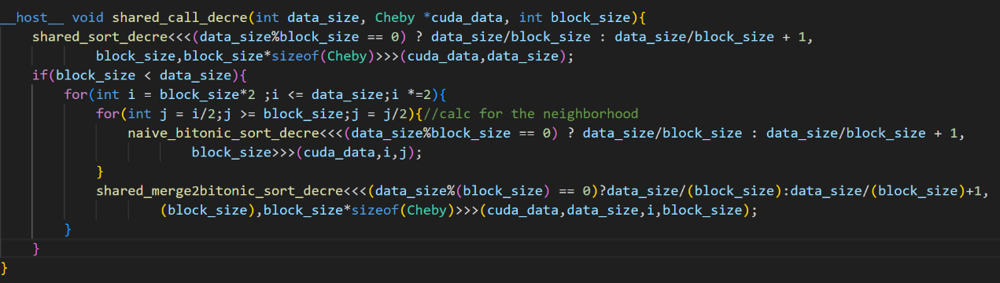 __host__ void shared_call_decre(int data_size, Cheby *cuda_data, int block_size){
    shared_sort_decre<<<(data_size%block_size == 0) ? data_size/block_size : data_size/block_size + 1,
            block_size,block_size*sizeof(Cheby)>>>(cuda_data,data_size);
    if(block_size < data_size){
        for(int i = block_size*2 ;i <= data_size;i *=2){
            for(int j = i/2;j >= block_size;j = j/2){//calc for the neighborhood
                naive_bitonic_sort_decre<<<(data_size%block_size == 0) ? data_size/block_size : data_size/block_size + 1,
                        block_size>>>(cuda_data,i,j);
            }
            shared_merge2bitonic_sort_decre<<<(data_size%(block_size) == 0)?data_size/(block_size):data_size/(block_size)+1,
                    (block_size),block_size*sizeof(Cheby)>>>(cuda_data,data_size,i,block_size);
        }
    }
}